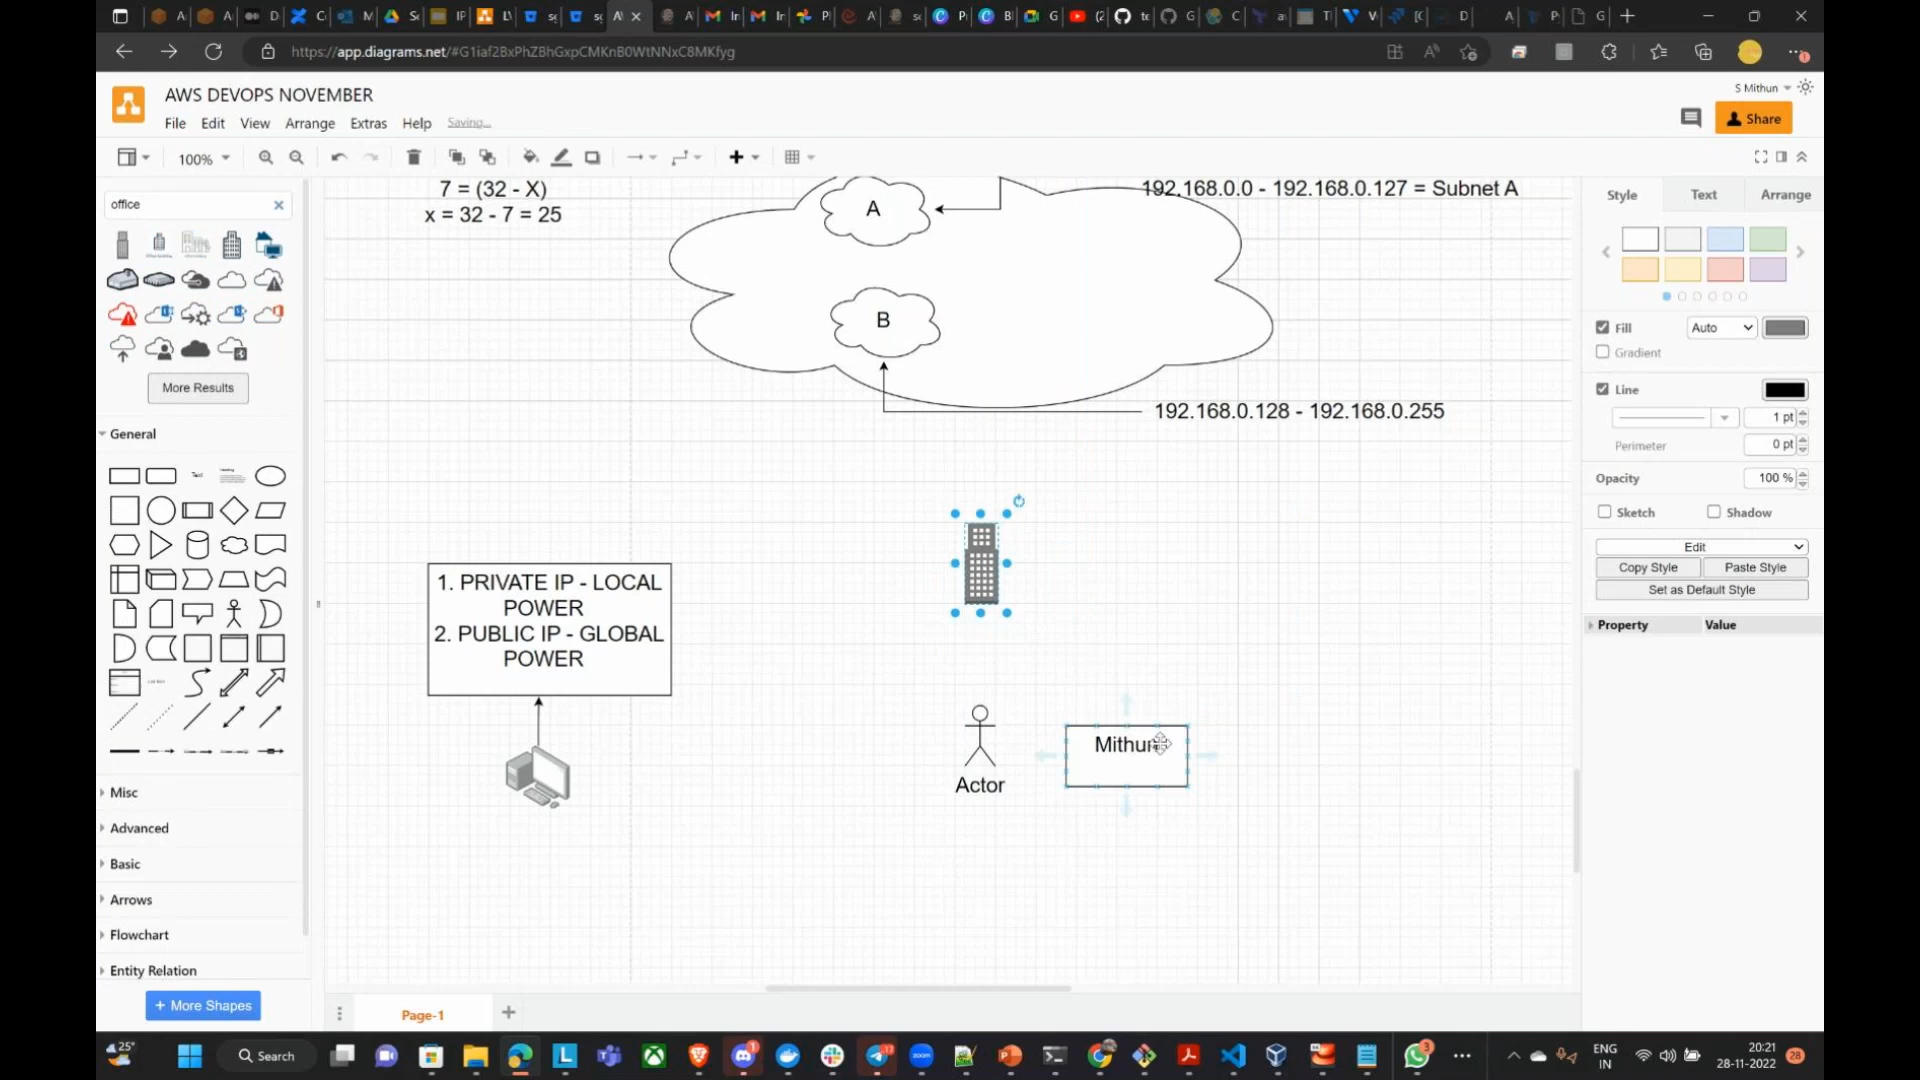 https://app.diagrams.net/#G1iaf2BxPhZBhGxpCMKnB0WtNNxC8MKfyg
AWS DEVOPS NOVEMBER
S Mithun
File Edit View Arrange Extras Help Saving...
Share
100%
office
More Results
General
Misc
Advanced
Basic
Arrows
Flowchart
Entity Relation
+ More Shapes
7 = (32 - X)
x = 32 - 7 = 25
A
192.168.0.0 - 192.168.0.127 = Subnet A
B
192.168.0.128 - 192.168.0.255
1. PRIVATE IP - LOCAL
POWER
2. PUBLIC IP - GLOBAL
POWER
Actor
Mithun
Style Text Arrange
Fill Auto
Gradient
Line
1 pt
Perimeter 0 pt
Opacity 100 %
Sketch Shadow
Edit
Copy Style Paste Style
Set as Default Style
Property Value
Page-1
25°
Search
ENG
IN
20:21
28-11-2022
28